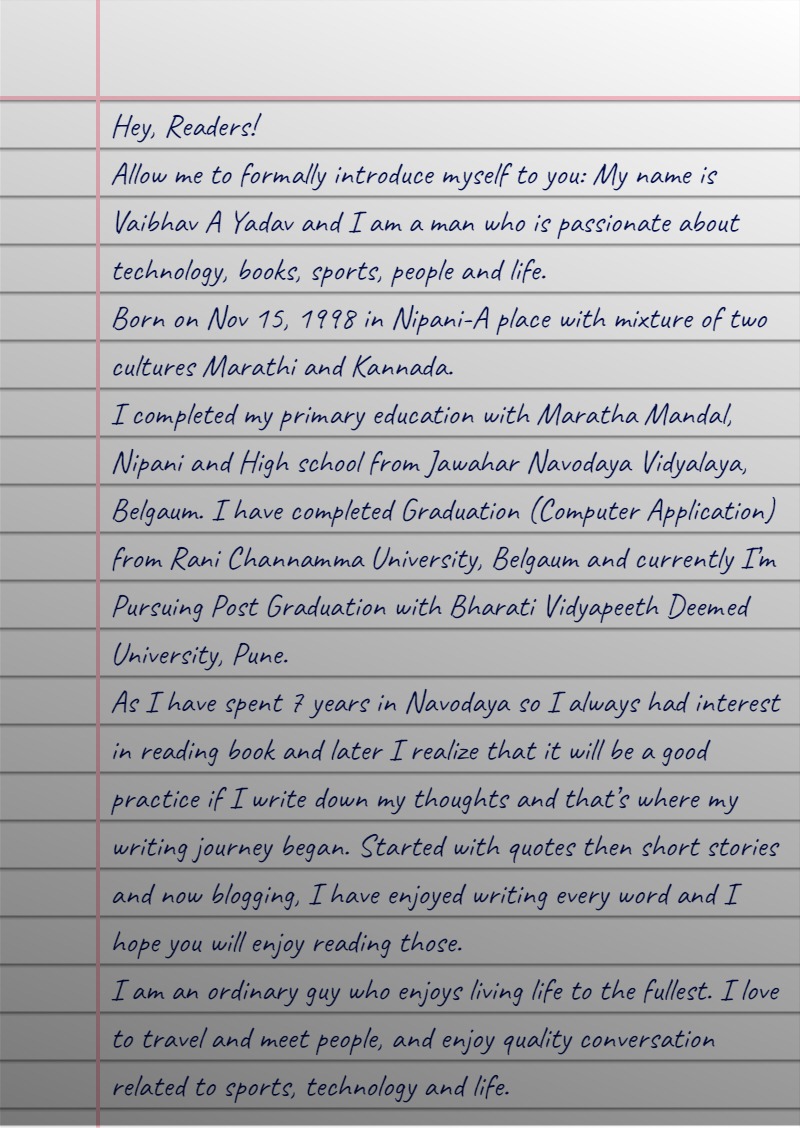 Hey, Readers!
Allow me to formally introduce myself to you: My name is
Vaibhav A Yadav and I am a man who is passionate about
technology, books, sports, people and life.
Born on Nov 15, 1998 in Nipani-A place with mixture of two
cultures Marathi and Kannada.
I completed my primary education with Maratha Mandal,
Nipani and High school from Jawahar Navodaya Vidyalaya,
Belgaum. I have completed Graduation (Computer Application)
from Rani Channamma University, Belgaum and currently I'm
Pursuing Post Graduation with Bharati Vidyapeeth Deemed
University, Pune.
As I have spent 7 years in Navodaya so I always had interest
in reading book and later I realize that it will be a good
practice if I write down my thoughts and that's where my
writing journey began. Started with quotes then short stories
and now blogging, I have enjoyed writing every word and I
hope you will enjoy reading those.
I am an ordinary guy who enjoys living life to the fullest. I love
to travel and meet people, and enjoy quality conversation
related to sports, technology and life.